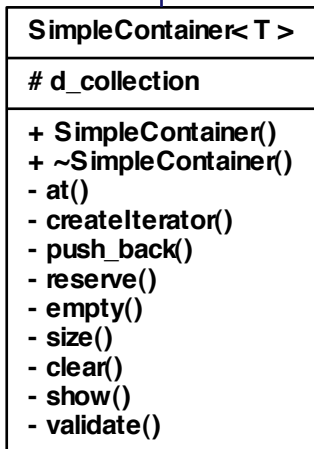 SimpleContainer< T >
# d_collection
+ SimpleContainer()
+ ~SimpleContainer()
- at()
- createIterator()
- push_back()
- reserve()
- empty()
- size()
- clear()
- show()
- validate()